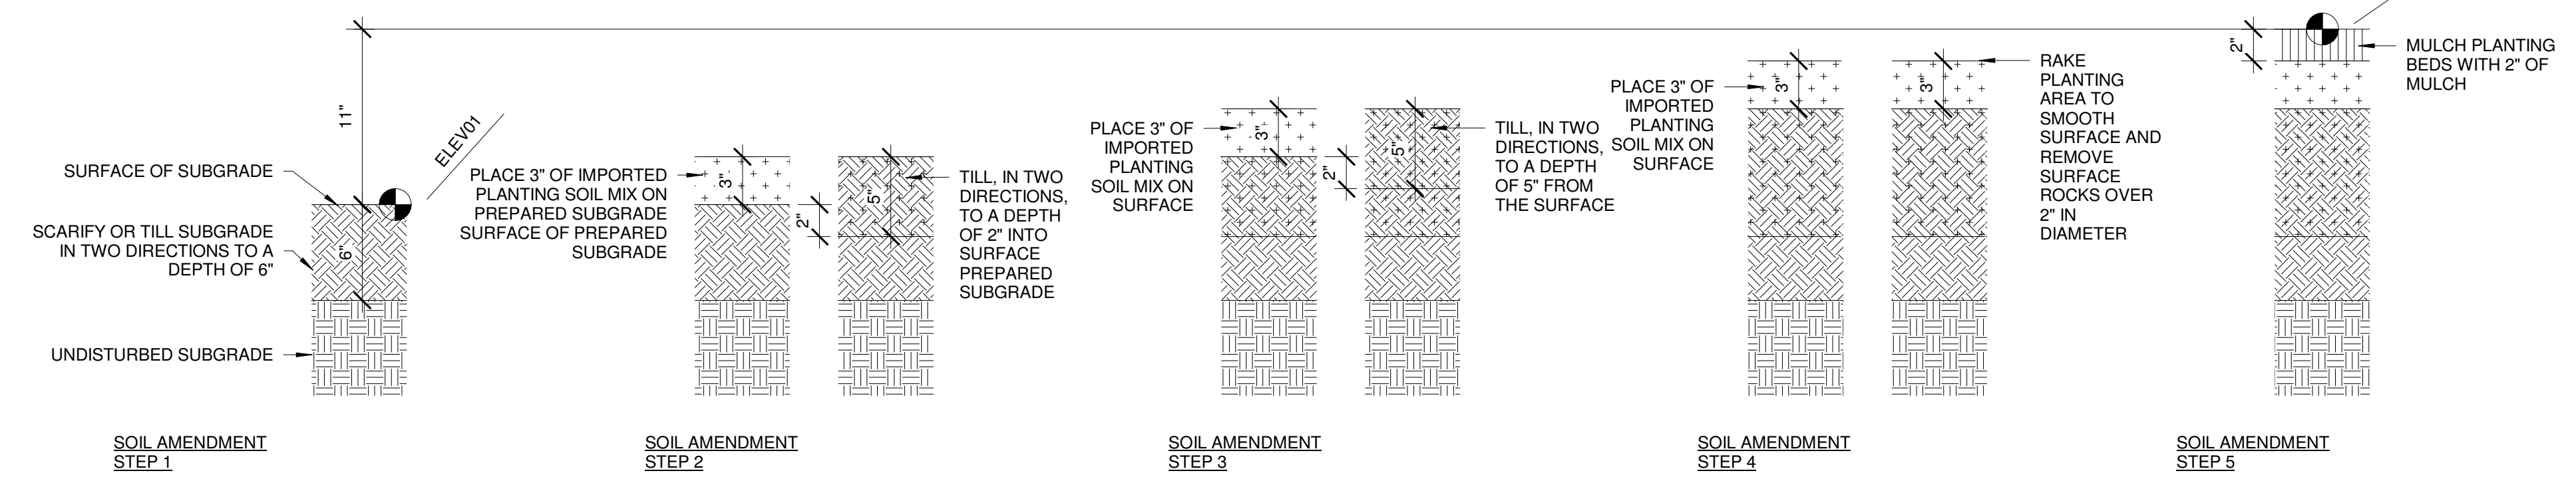 11"
ELEV01
SURFACE OF SUBGRADE
SCARIFY OR TILL SUBGRADE
IN TWO DIRECTIONS TO A
DEPTH OF 6"
6"
UNDISTURBED SUBGRADE
SOIL AMENDMENT
STEP 1
PLACE 3" OF IMPORTED
PLANTING SOIL MIX ON
PREPARED SUBGRADE
SURFACE OF PREPARED
SUBGRADE
3"
2"
5"
TILL, IN TWO
DIRECTIONS,
TO A DEPTH
OF 2" INTO
SURFACE
PREPARED
SUBGRADE
SOIL AMENDMENT
STEP 2
PLACE 3" OF
IMPORTED
PLANTING
SOIL MIX ON
SURFACE
3"
2"
5"
TILL, IN TWO
DIRECTIONS,
TO A DEPTH
OF 5" FROM
THE SURFACE
SOIL AMENDMENT
STEP 3
PLACE 3" OF
IMPORTED
PLANTING
SOIL MIX ON
SURFACE
3"
3"
RAKE
PLANTING
AREA TO
SMOOTH
SURFACE AND
REMOVE
SURFACE
ROCKS OVER
2" IN
DIAMETER
SOIL AMENDMENT
STEP 4
2"
MULCH PLANTING
BEDS WITH 2" OF
MULCH
SOIL AMENDMENT
STEP 5